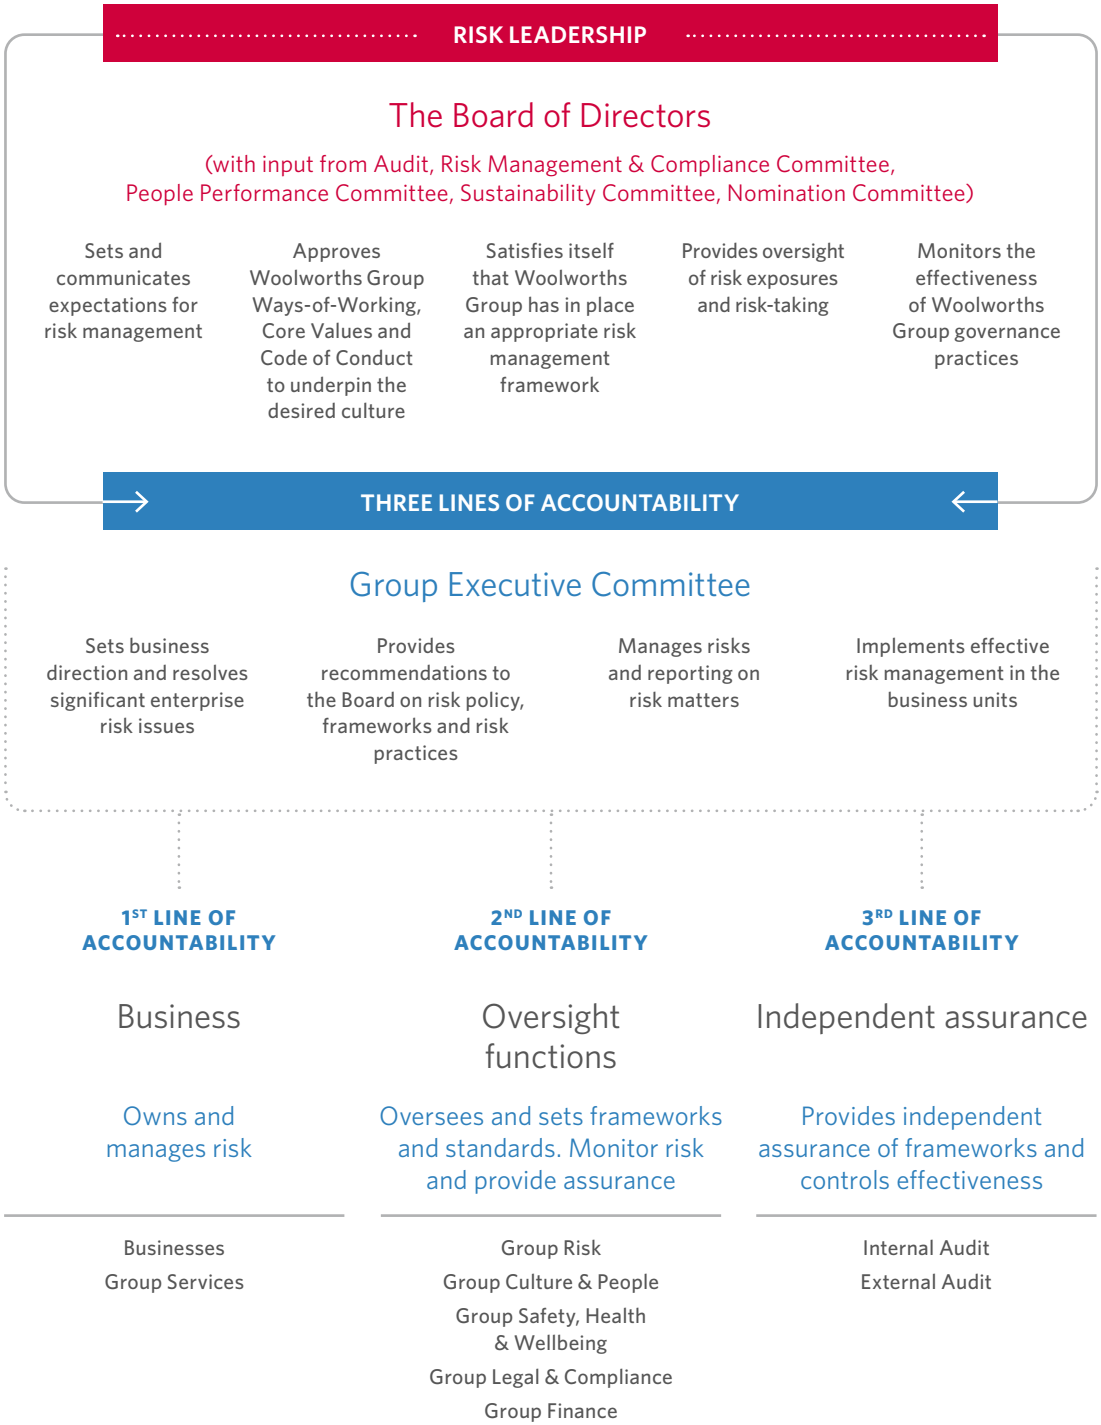 RISK LEADERSHIP
The Board of Directors
(with input from Audit, Risk Management & Compliance Committee,
People Performance Committee, Sustainability Committee, Nomination Committee)
Sets and
communicates
expectations for
risk management
Approves
Woolworths Group
Ways-of-Working,
Core Values and
Code of Conduct
to underpin the
desired culture
Satisfies itself
that Woolworths
Group has in place
an appropriate risk
management
framework
Provides oversight
of risk exposures
and risk-taking
Monitors the
effectiveness
of Woolworths
Group governance
practices
THREE LINES OF ACCOUNTABILITY
Group Executive Committee
Sets business
direction and resolves
significant enterprise
risk issues
Provides
recommendations to
the Board on risk policy,
frameworks and risk
practices
Manages risks
and reporting on
risk matters
Implements effective
risk management in the
business units
1ST LINE OF
ACCOUNTABILITY
Business
Owns and
manages risk
Businesses
Group Services
2ND LINE OF
ACCOUNTABILITY
Oversight
functions
Oversees and sets frameworks
and standards. Monitor risk
and provide assurance
Group Risk
Group Culture & People
Group Safety, Health
& Wellbeing
Group Legal & Compliance
Group Finance
3RD LINE OF
ACCOUNTABILITY
Independent assurance
Provides independent
assurance of frameworks and
controls effectiveness
Internal Audit
External Audit